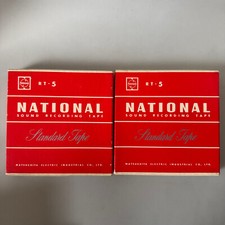 RT-5
NATIONAL
SOUND RECORDING TAPE
Standard Tape
MATSUSHITA ELECTRIC INDUSTRIAL CO., LTD.
RT-5
NATIONAL
SOUND RECORDING TAPE
Standard Tape
MATSUSHITA ELECTRIC INDUSTRIAL CO., LTD.